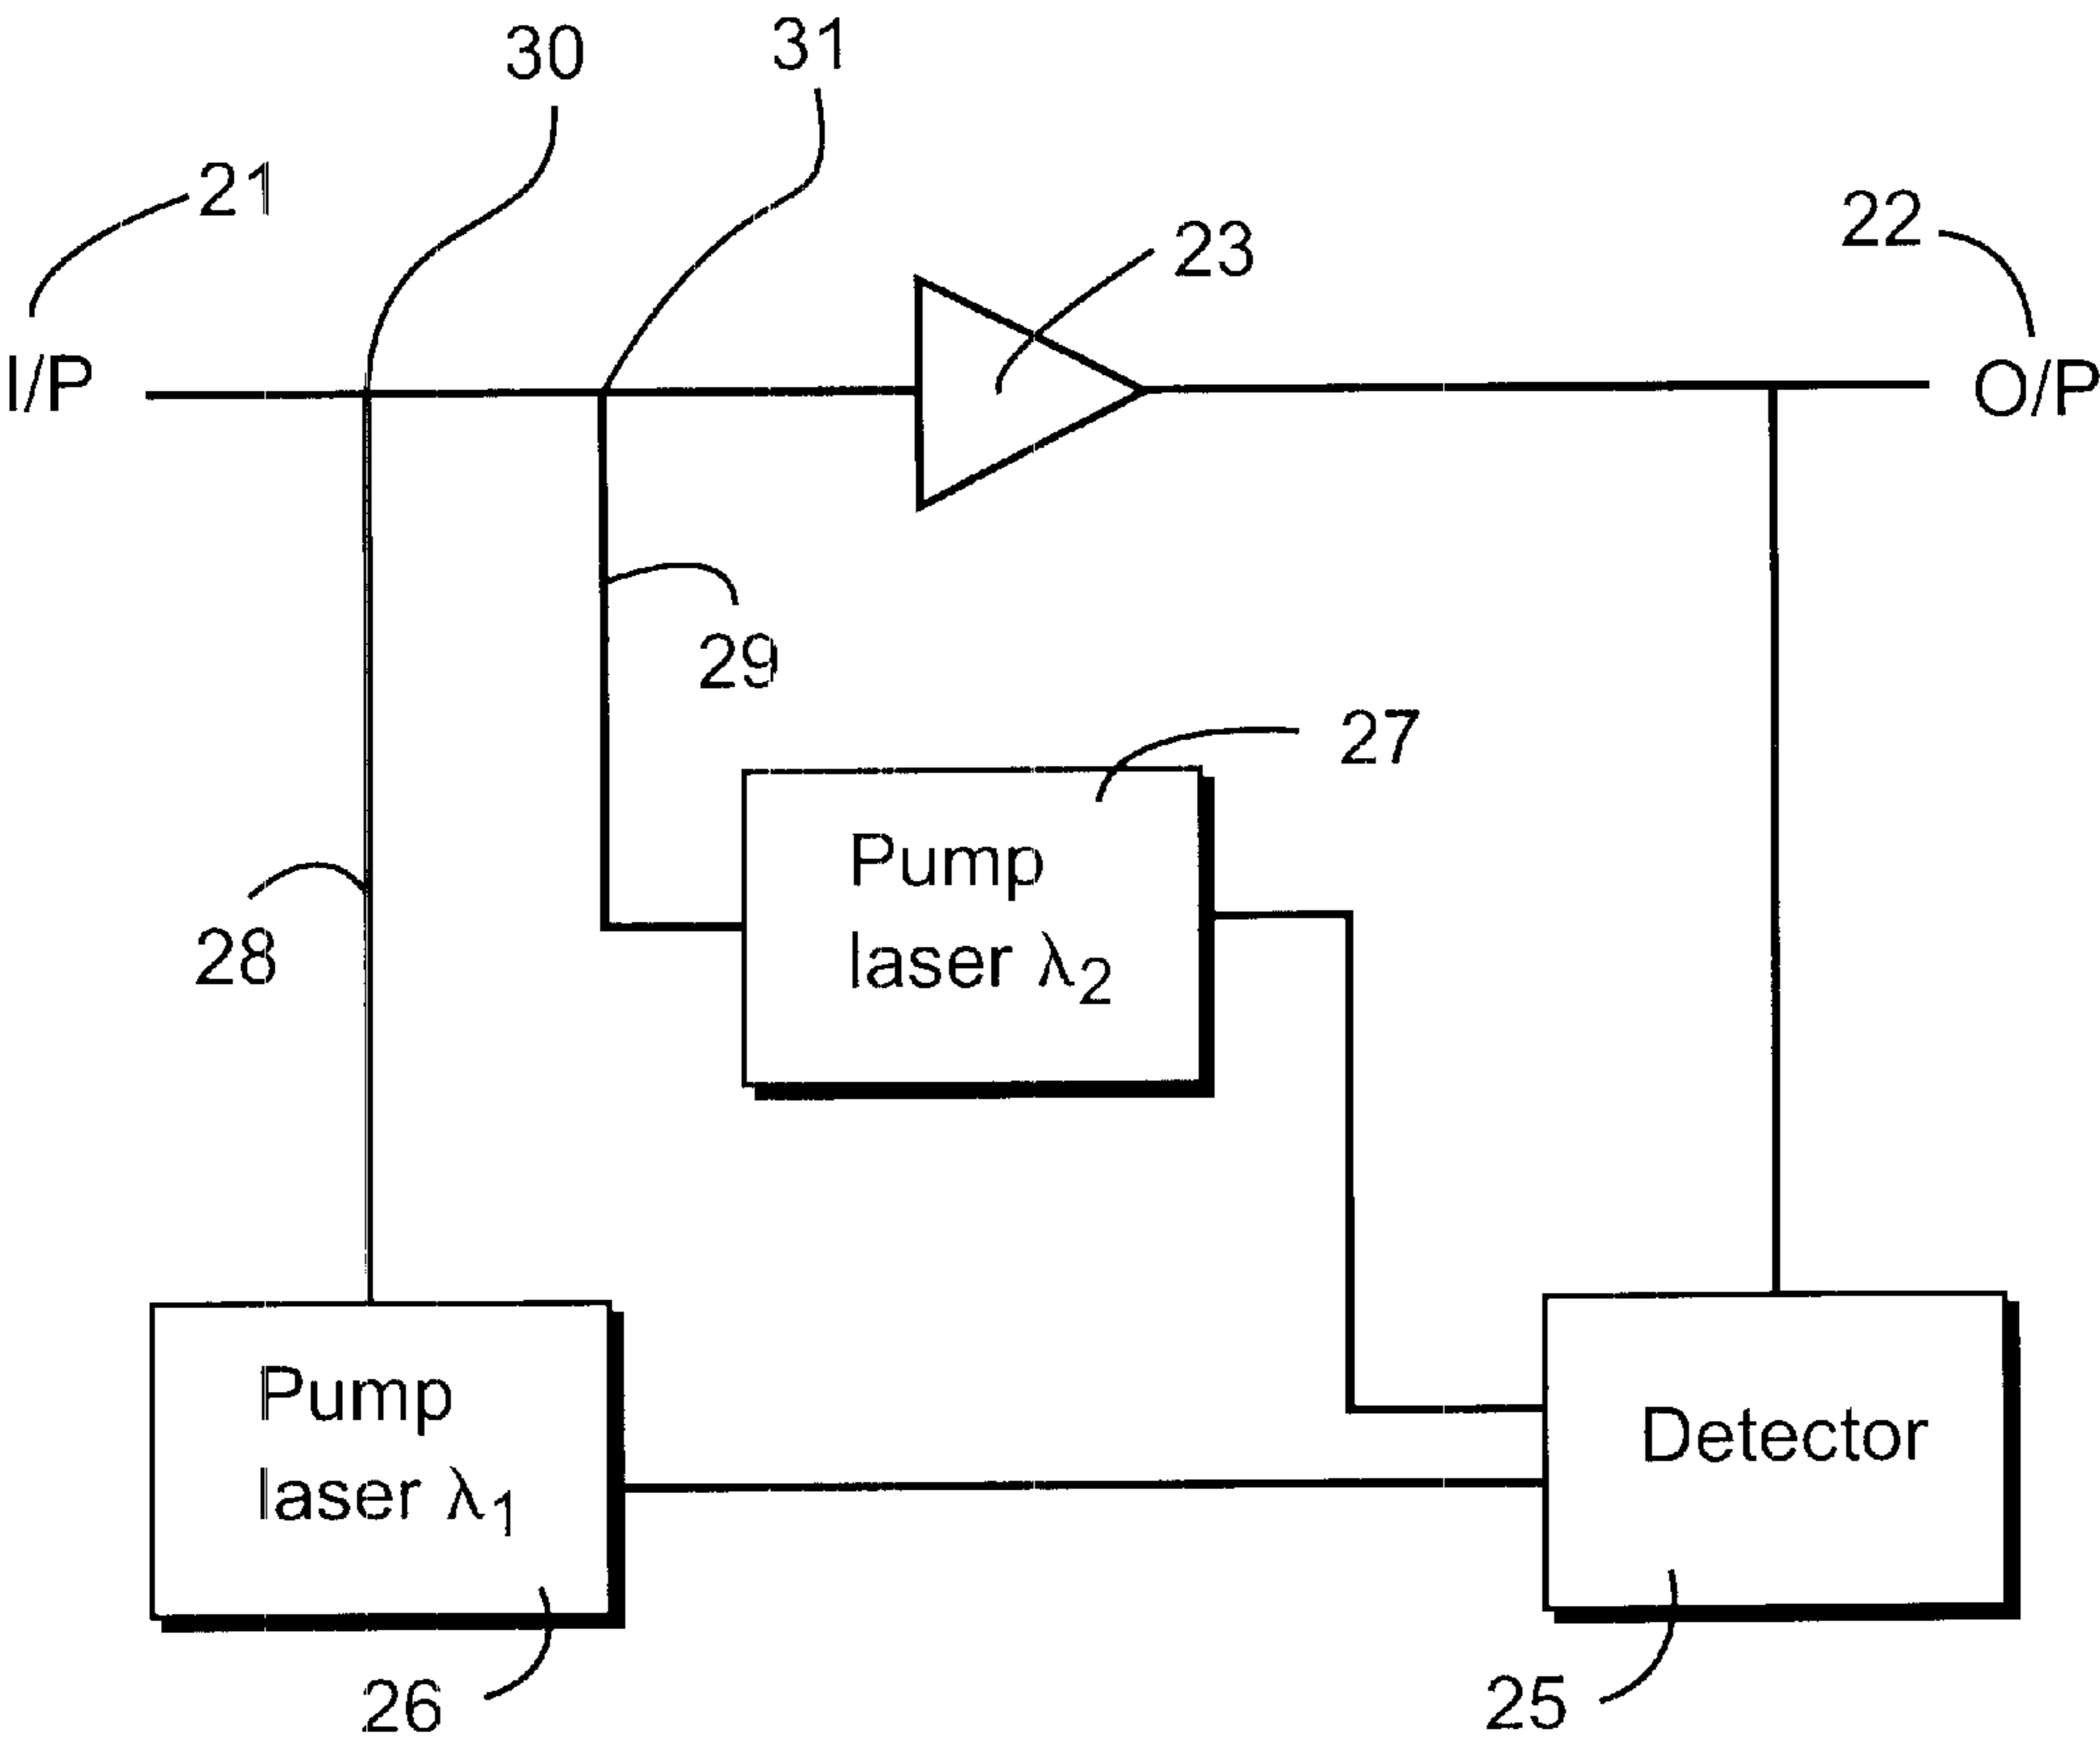 30
31
21
23
22
I/P
O/P
29
27
Pump
laser λ2
28
Pump
laser λ1
Detector
26
25